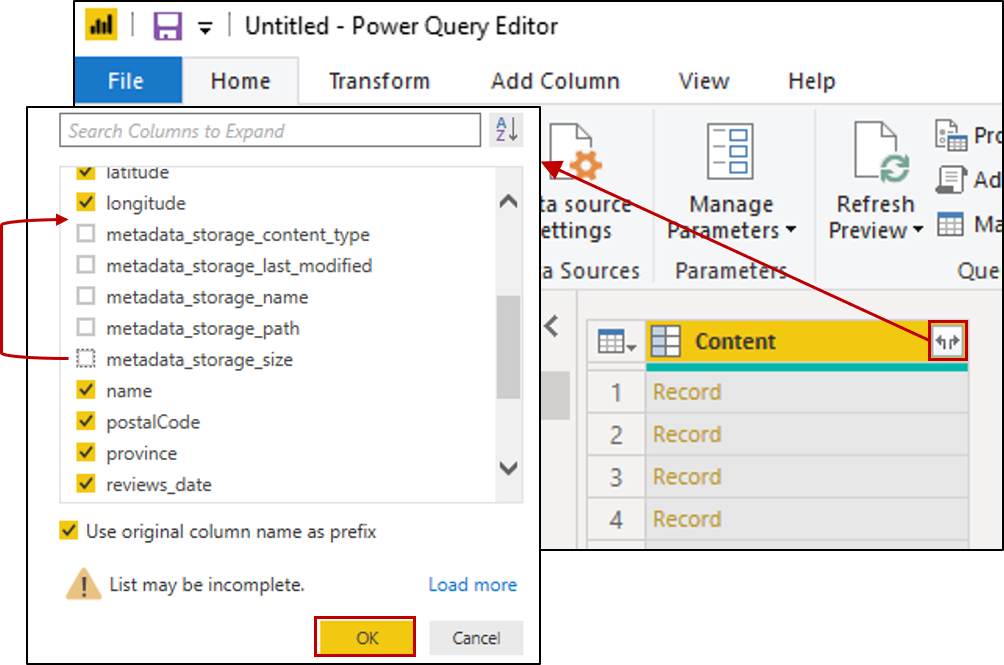 Untitled - Power Query Editor
File Home Transform Add Column View Help
Search Columns to Expand
A
Z
latitude
longitude
metadata_storage_content_type
metadata_storage_last_modified
metadata_storage_name
metadata_storage_path
metadata_storage_size
name
postalCode
province
reviews_date
Use original column name as prefix
List may be incomplete. Load more
OK Cancel
ta source
ettings
a Sources
Manage
Parameters
Parameters
Refresh
Preview
Pro
Ad
Ma
Que
Content
1 Record
2 Record
3 Record
4 Record